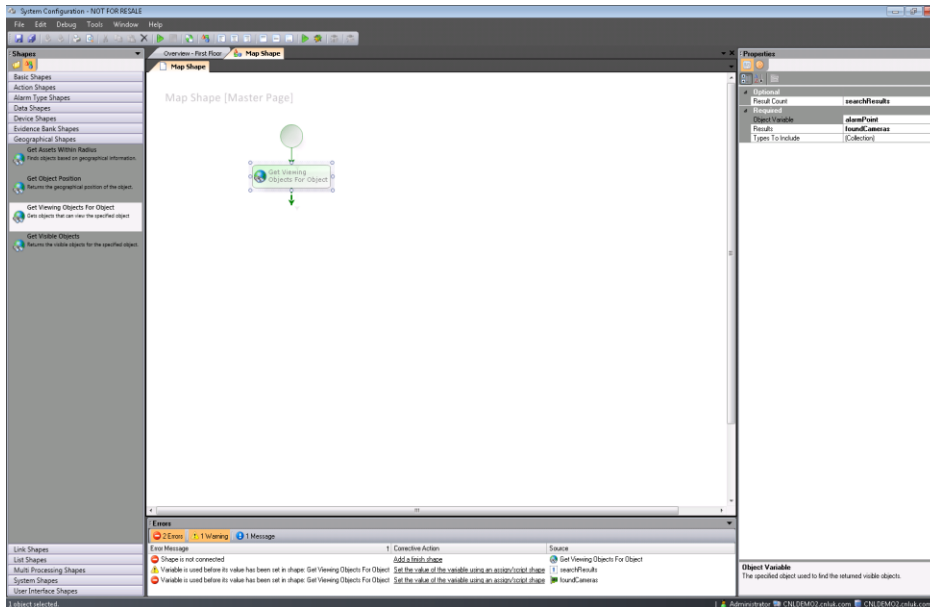 System Configuration - NOT FOR RESALE
File Edit Debug Tools Window Help
Shapes
Basic Shapes
Action Shapes
Alarm Type Shapes
Data Shapes
Device Shapes
Evidence Bank Shapes
Geographical Shapes
Get Assets Within Radius
Finds objects based on geographical information.
Get Object Position
Returns the geographical position of the object.
Get Viewing Objects For Object
Gets objects that can view the specified object
Get Visible Objects
Returns the visible objects for the specified object.
Link Shapes
List Shapes
Multi Processing Shapes
System Shapes
User Interface Shapes
Overview - First Floor Map Shape
Map Shape
Map Shape [Master Page]
Get Viewing
Objects For Object
Errors
2 Errors 1 Warning 1 Message
Error Message 1 Corrective Action Source
Shape is not connected Add a finish shape Get Viewing Objects For Object
Variable is used before its value has been set in shape: Get Viewing Objects For Object Set the value of the variable using an assign/script shape searchResults
Variable is used before its value has been set in shape: Get Viewing Objects For Object Set the value of the variable using an assign/script shape foundCameras
Properties
Optional
Result Count searchResults
Required
Object Variable alarmPoint
Results foundCameras
Types To Include (Collection)
Object Variable
The specified object used to find the returned visible objects.
1 object selected. Administrator CNLDEMO2.cnluk.com CNLDEMO2.cnluk.com